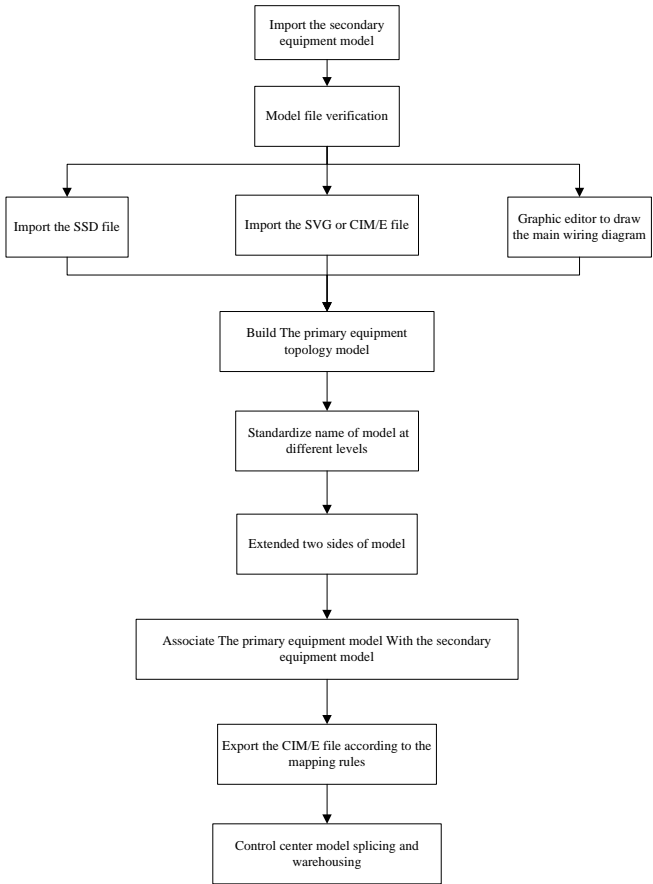 Import the secondary
equipment model
Model file verification
Import the SSD file
Import the SVG or CIM/E file
Graphic editor to draw
the main wiring diagram
Build The primary equipment
topology model
Standardize name of model at
different levels
Extended two sides of model
Associate The primary equipment model With the secondary
equipment model
Export the CIM/E file according to the
mapping rules
Control center model splicing and
warehousing